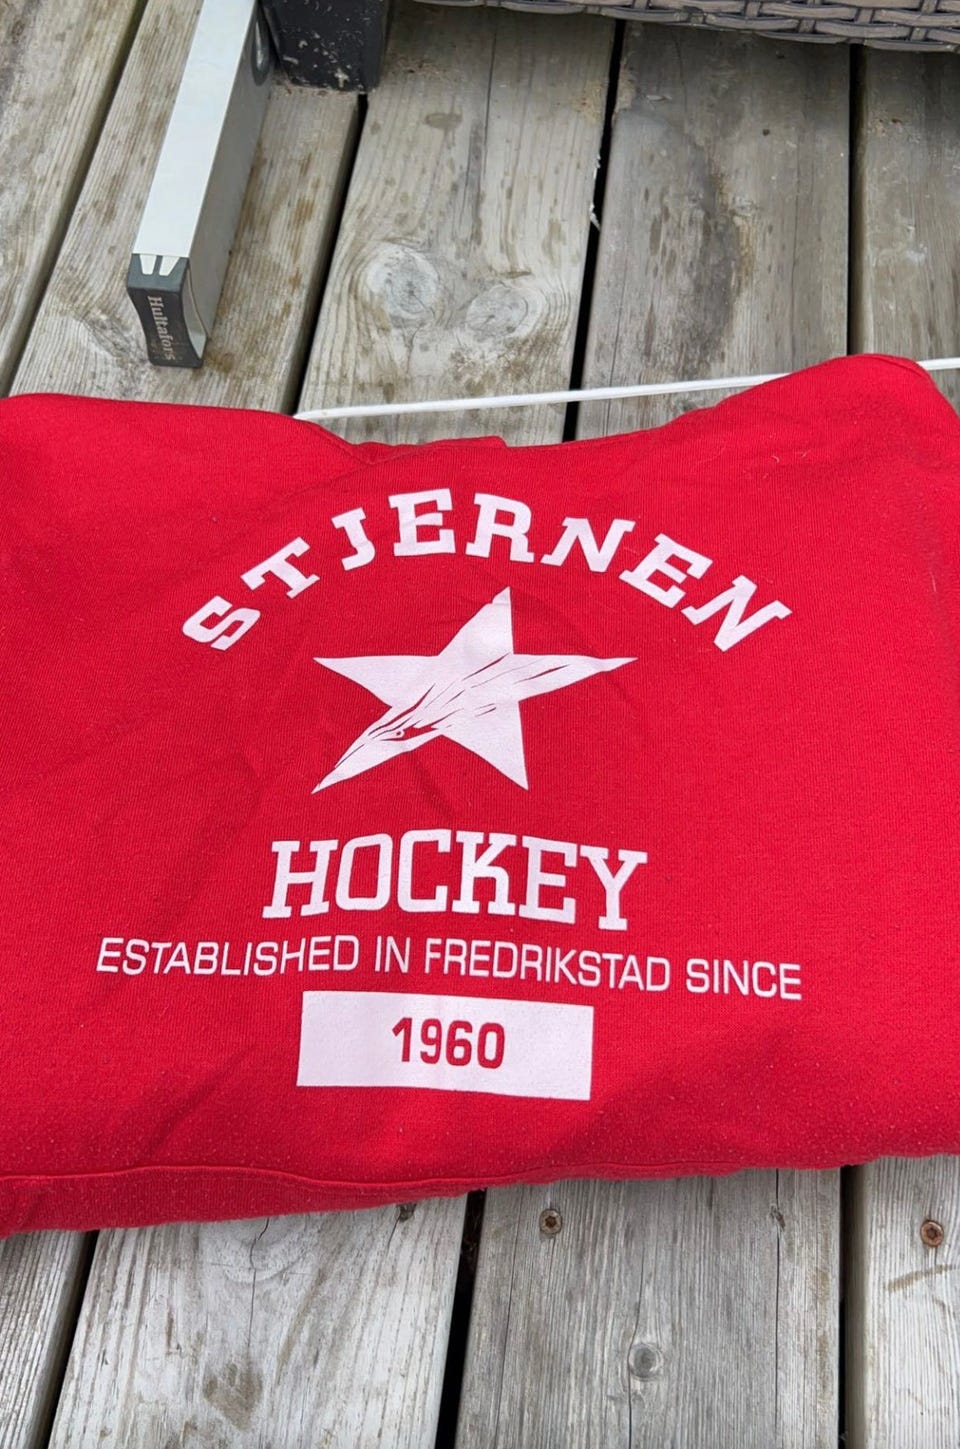 Hultafors
STJERNEN
HOCKEY
ESTABLISHED IN FREDRIKSTAD SINCE
1960